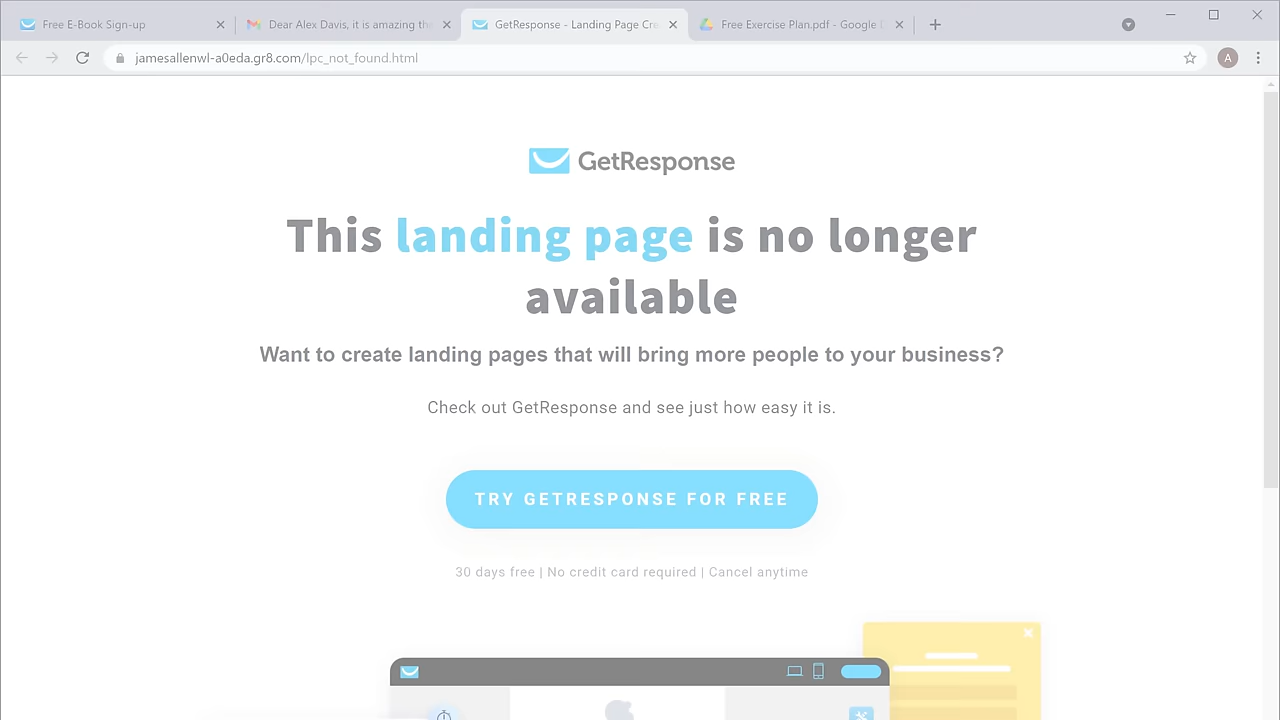 Free E-Book Sign-up
Dear Alex Davis, it is amazing th
GetResponse - Landing Page Cre
Free Exercise Plan.pdf - Google D
jamesallenwl-a0eda.gr8.com/lpc_not_found.html
A
GetResponse
This landing page is no longer
available
Want to create landing pages that will bring more people to your business?
Check out GetResponse and see just how easy it is.
TRY GETRESPONSE FOR FREE
30 days free | No credit card required | Cancel anytime